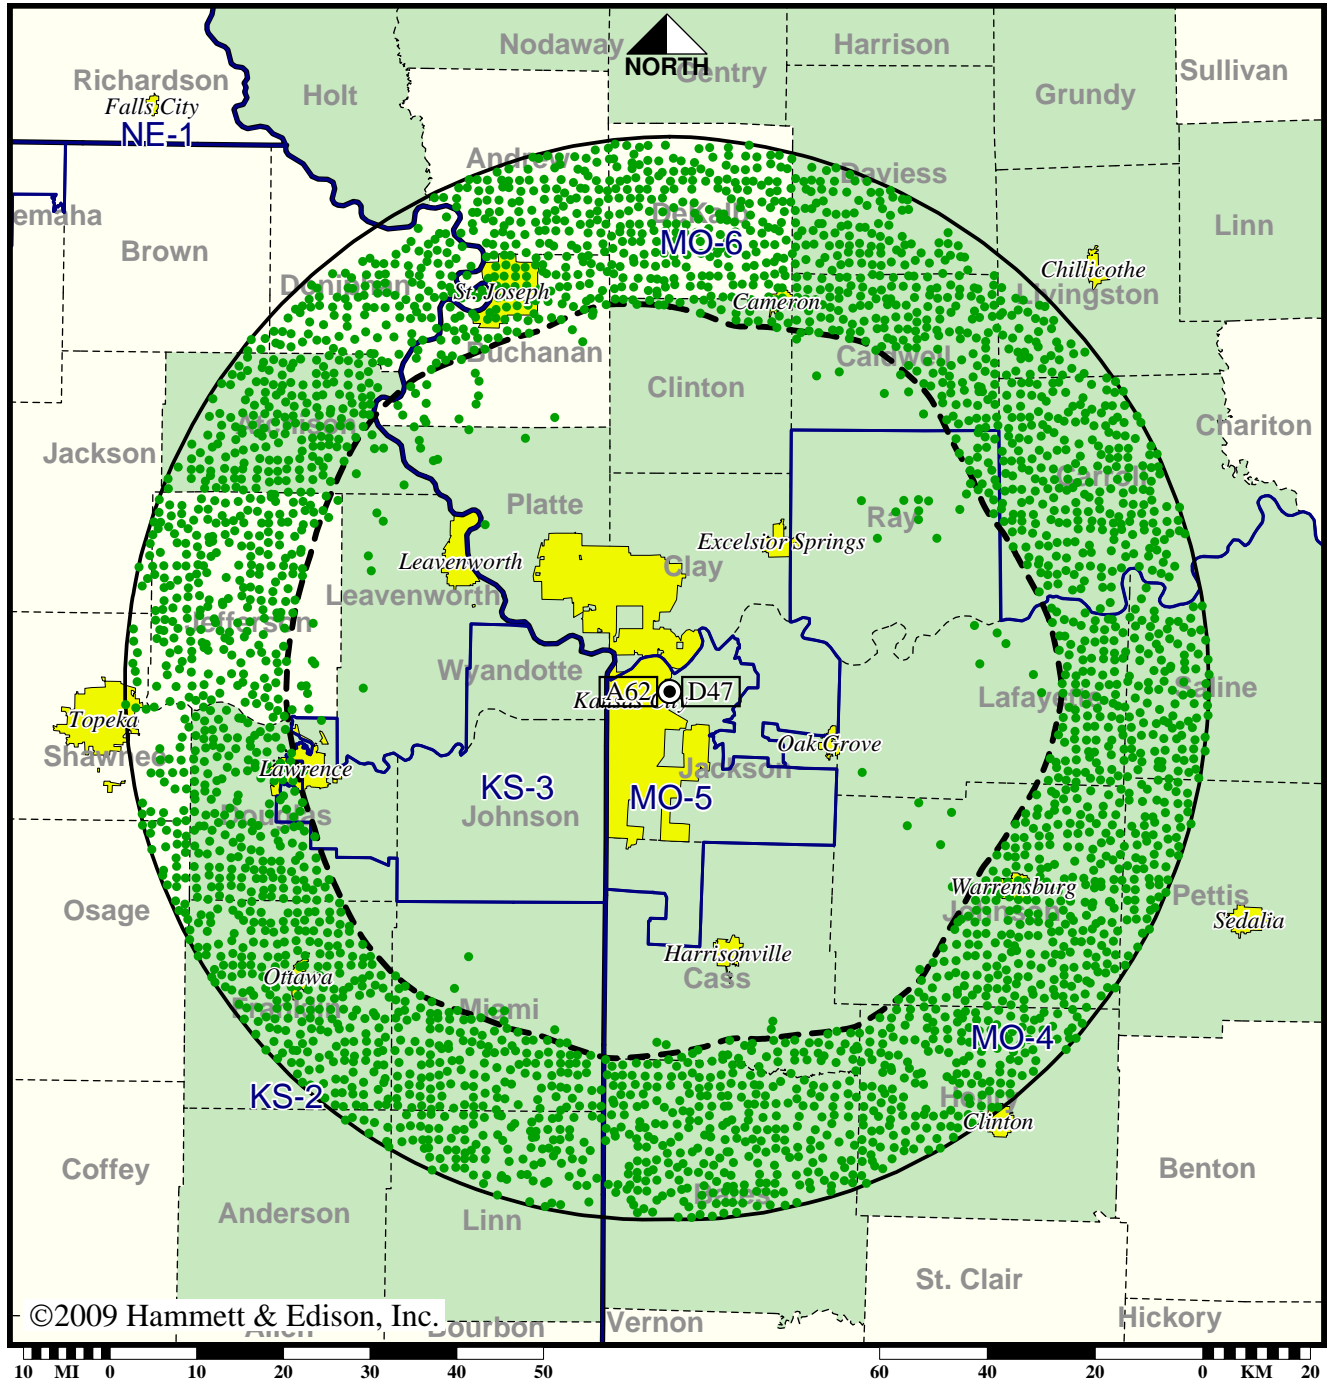 Nodaway
Harrison
NORTH
Gentry
Sullivan
Richardson
Falls City
Holt
Grundy
NE-1
Andrew
Daviess
emaha
Brown
DeKalb
MO-6
Linn
Chillicothe
Livingston
Doniphan
St. Joseph
Cameron
Buchanan
Caldwell
Clinton
Atchison
Chariton
Jackson
Carroll
Platte
Ray
Excelsior Springs
Leavenworth
Clay
Leavenworth
Jefferson
Wyandotte
A62
D47
Kansas City
Lafayette
Saline
Topeka
Shawnee
Oak Grove
Lawrence
Jackson
KS-3
MO-5
Douglas
Johnson
Warrensburg
Johnson
Pettis
Sedalia
Osage
Harrisonville
Cass
Ottawa
Franklin
Miami
MO-4
KS-2
Henry
Clinton
Coffey
Benton
Bates
Anderson
Linn
St. Clair
©2009 Hammett & Edison, Inc.
Allen
Bourbon
Vernon
Hickory
10 MI 0 10 20 30 40 50 60 40 20 0 KM 20